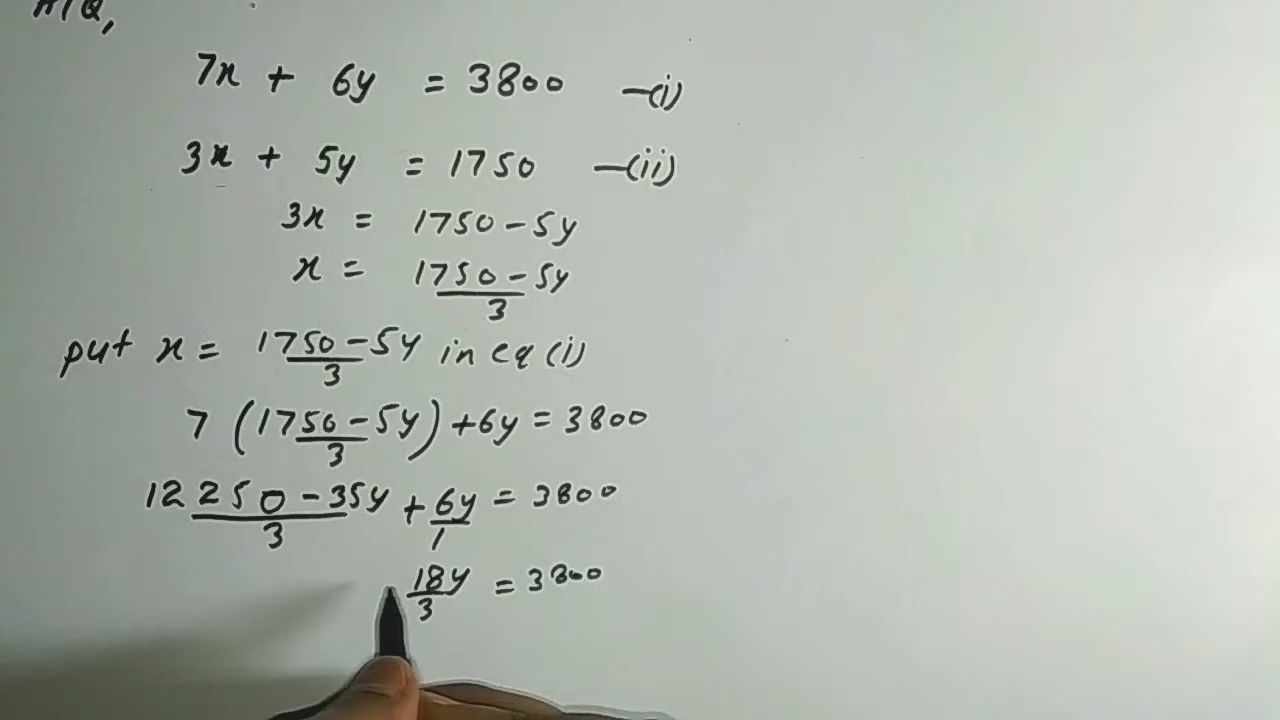 A/Q,
7x + 6y = 3800 —(i)
3x + 5y = 1750 —(ii)
3x = 1750 - 5y
x = 1750 - 5y / 3
put x = 1750 - 5y / 3 in eq (i)
7 (1750 - 5y / 3) + 6y = 3800
12250 - 35y / 3 + 6y / 1 = 3800
18y / 3 = 3800